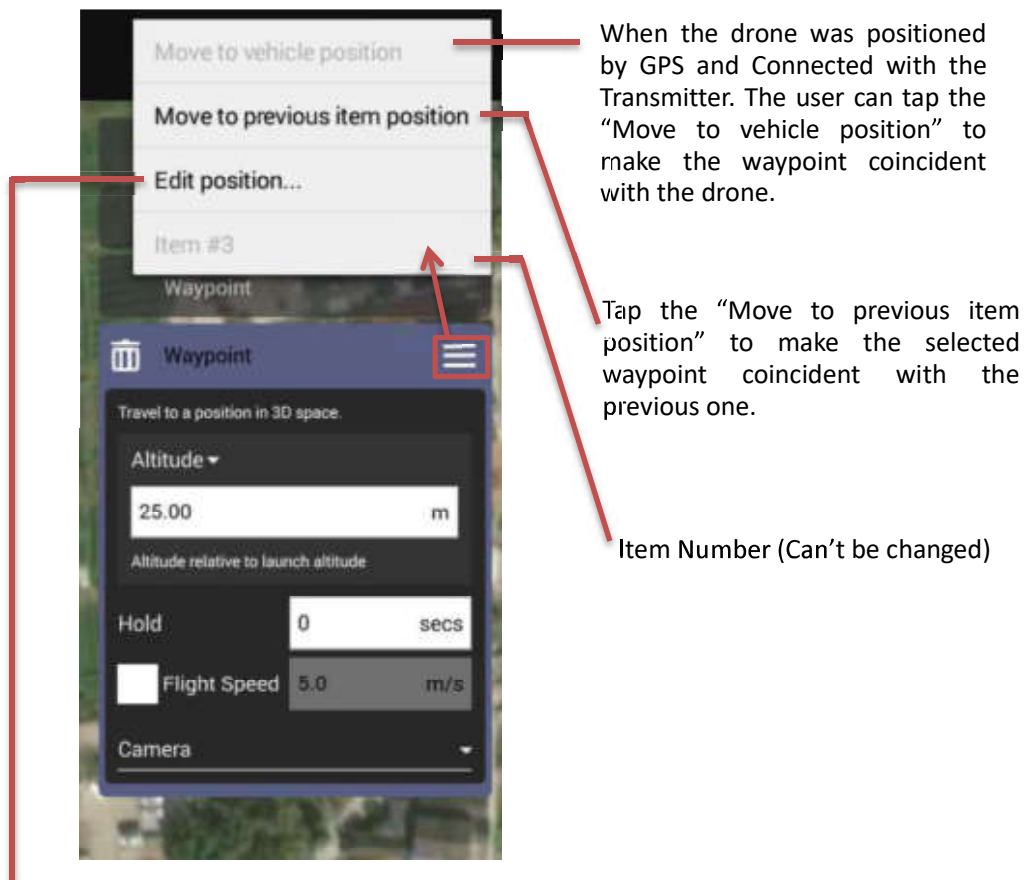 Move to vehicle position
Move to previous item position
Edit position...
Item #3
Waypoint
Waypoint
Travel to a position in 3D space.
Altitude
25.00 m
Altitude relative to launch altitude
Hold 0 secs
Flight Speed 5.0 m/s
Camera
When the drone was positioned
by GPS and Connected with the
Transmitter. The user can tap the
“Move to vehicle position” to
make the waypoint coincident
with the drone.
Tap the “Move to previous item
position” to make the selected
waypoint coincident with the
previous one.
Item Number (Can’t be changed)